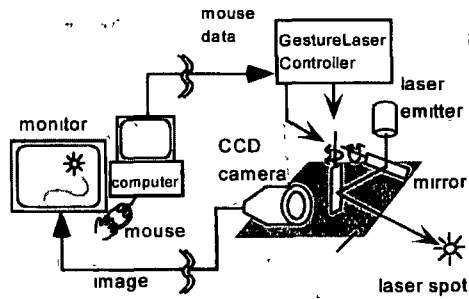 mouse
data
GestureLaser
Controller
laser
emitter
monitor
CCD
camera
computer
mirror
mouse
image
laser spot